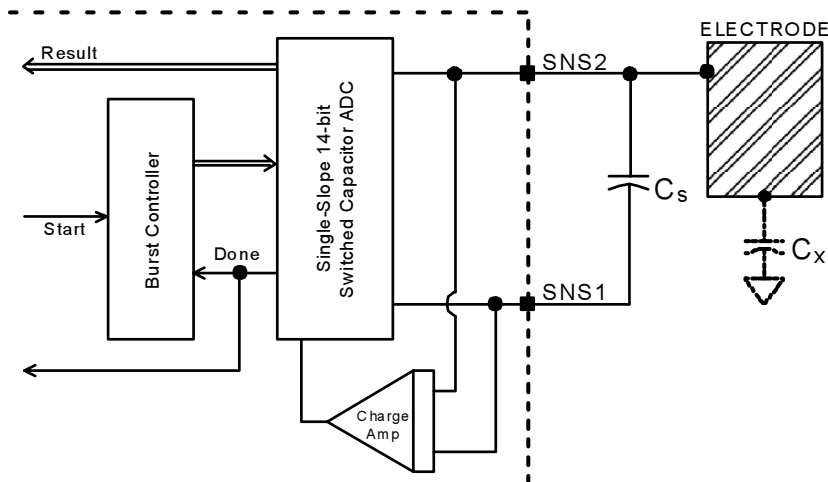 ELECTRODE
Result
SNS2
Single-Slope 14-bit
Switched Capacitor ADC
Burst Controller
Start
Done
Cs
Cx
SNS1
Charge
Amp